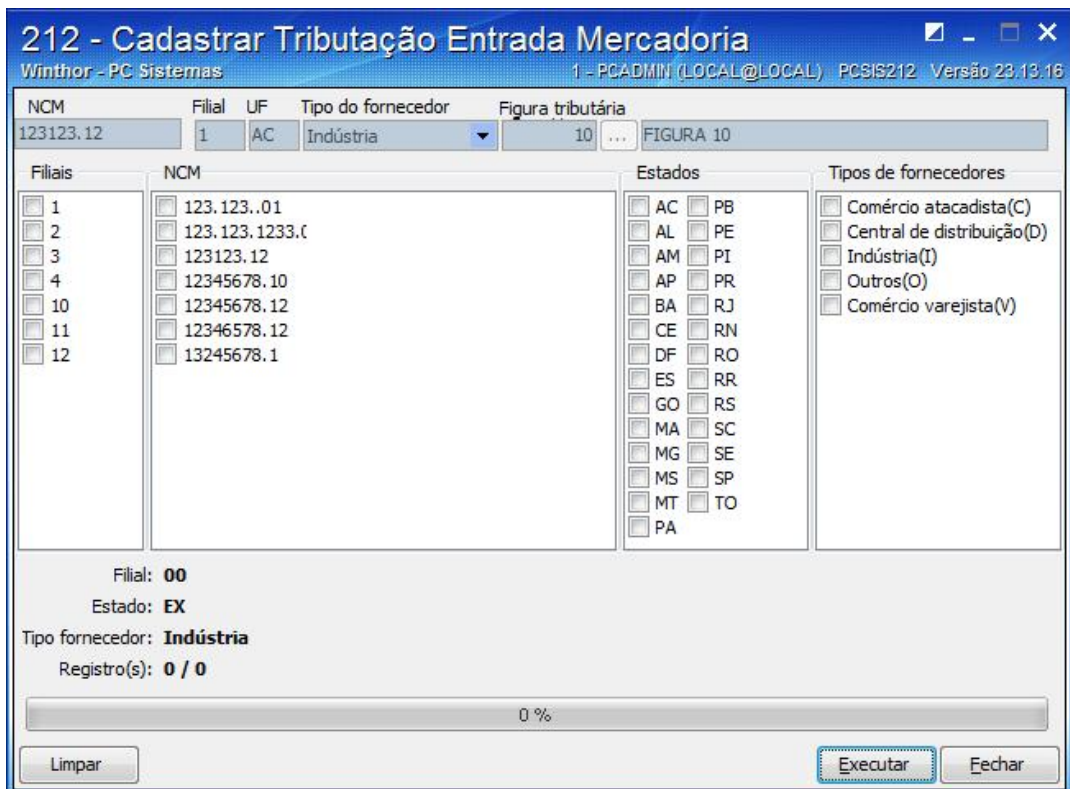 212 - Cadastrar Tributação Entrada Mercadoria
Winthor - PC Sistemas 1 - PCADMIN (LOCAL@LOCAL) PCSIS212 Versão 23.13.16
NCM Filial UF Tipo do fornecedor Figura tributária
123123.12 1 AC Indústria 10 ... FIGURA 10
Filiais NCM Estados Tipos de fornecedores
1 123.123..01 AC PB Comércio atacadista(C)
2 123.123.1233.0 AL PE Central de distribuição(D)
3 123123.12 AM PI Indústria(I)
4 12345678.10 AP PR Outros(O)
10 12345678.12 BA RJ Comércio varejista(V)
11 12346578.12 CE RN
12 13245678.1 DF RO
ES RR
GO RS
MA SC
MG SE
MS SP
MT TO
PA
Filial: 00
Estado: EX
Tipo fornecedor: Indústria
Registro(s): 0 / 0
0 %
Limpar Executar Fechar